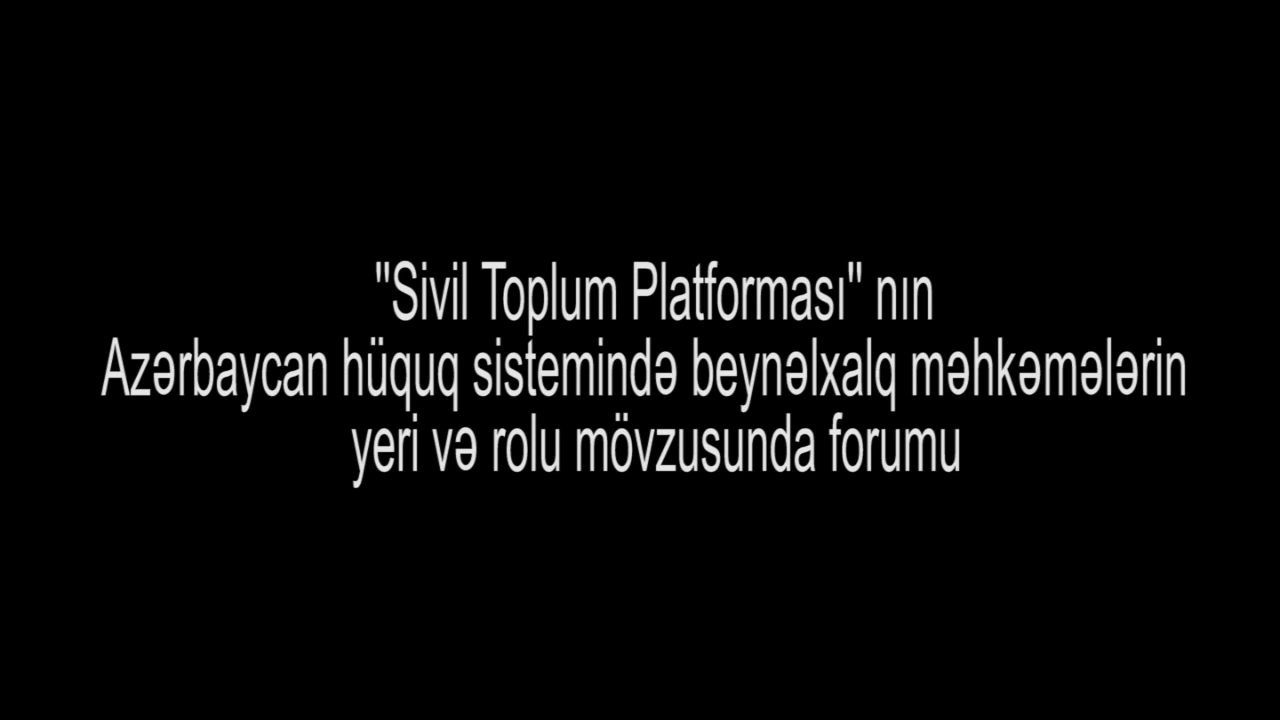 "Sivil Toplum Platforması" nın
Azərbaycan hüquq sistemində beynəlxalq məhkəmələrin
yeri və rolu mövzusunda forumu